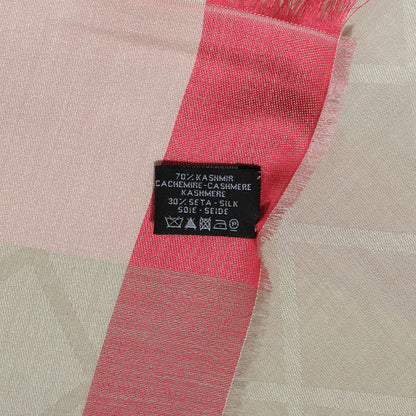 70% KASHMIR
CACHEMIRE-CASHMERE
KASHMERE
30% SETA - SILK
SOIE - SEIDE